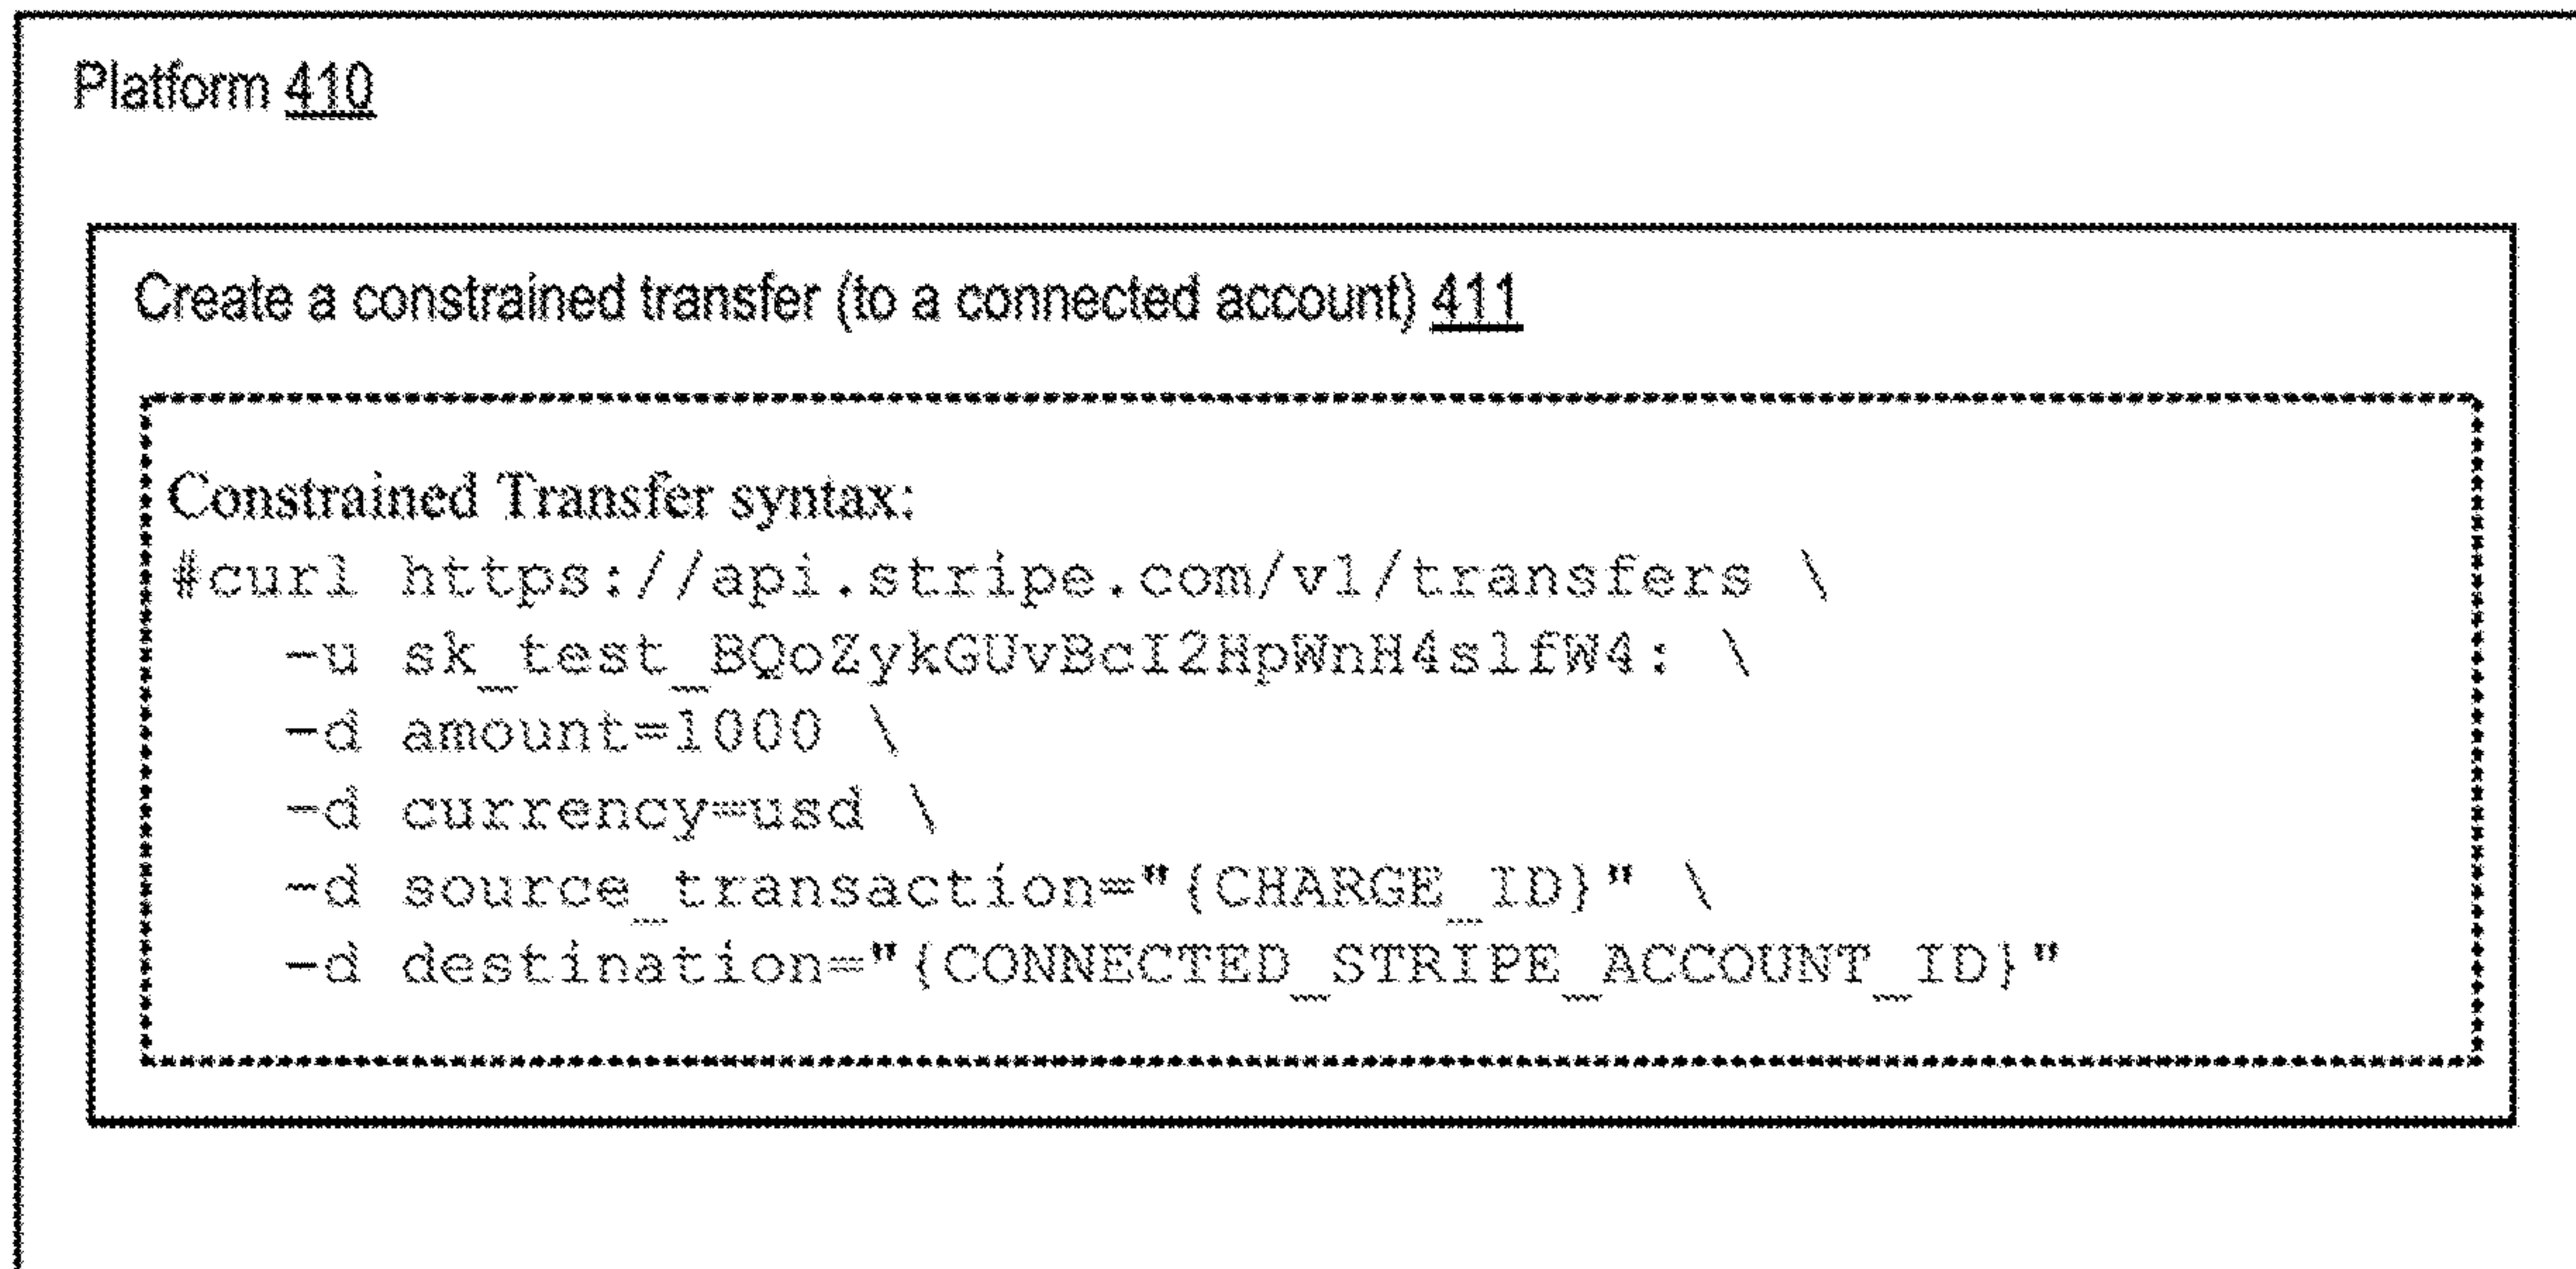 Platform 410
Create a constrained transfer (to a connected account) 411
Constrained Transfer syntax:
#curl https://api.stripe.com/v1/transfers \
-u sk_test_BQoZykGUvBcI2HpWnH4slfW4: \
-d amount=1000 \
-d currency=usd \
-d source_transaction="{CHARGE_ID}" \
-d destination="{CONNECTED_STRIPE_ACCOUNT_ID}"